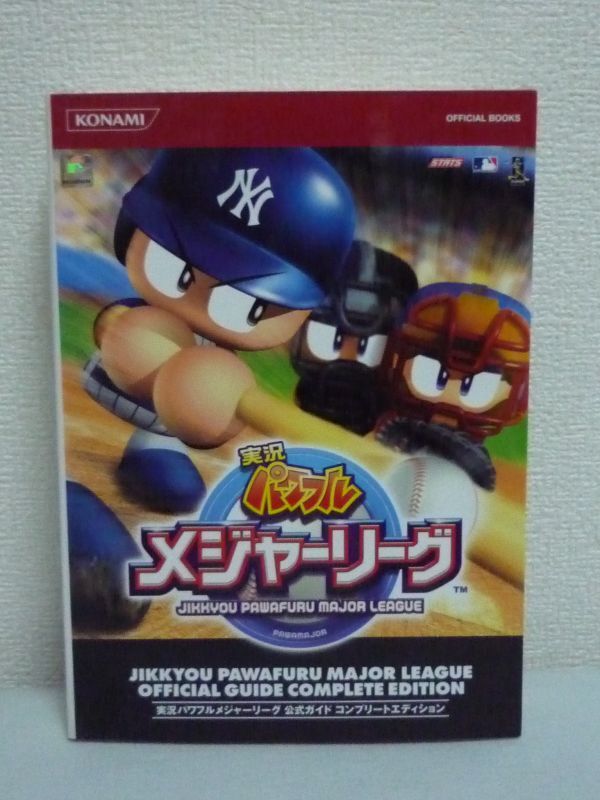 KONAMI
OFFICIAL BOOKS
STATS
NY
実況
パワフル
メジャーリーグ
TM
JIKKYOU PAWAFURU MAJOR LEAGUE
PAWAMAJOR
JIKKYOU PAWAFURU MAJOR LEAGUE
OFFICIAL GUIDE COMPLETE EDITION
実況パワフルメジャーリーグ 公式ガイド コンプリートエディション